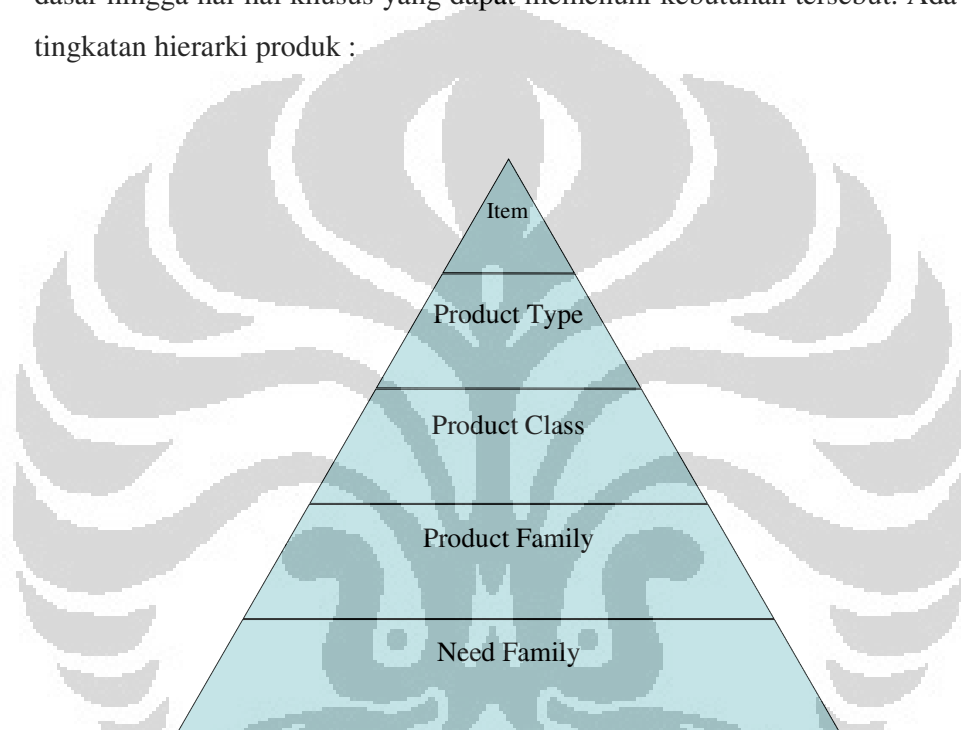 dasar hingga hal-hal khusus yang dapat memenuhi kebutuhan tersebut. Ada
tingkatan hierarki produk :
Item
Product Type
Product Class
Product Family
Need Family